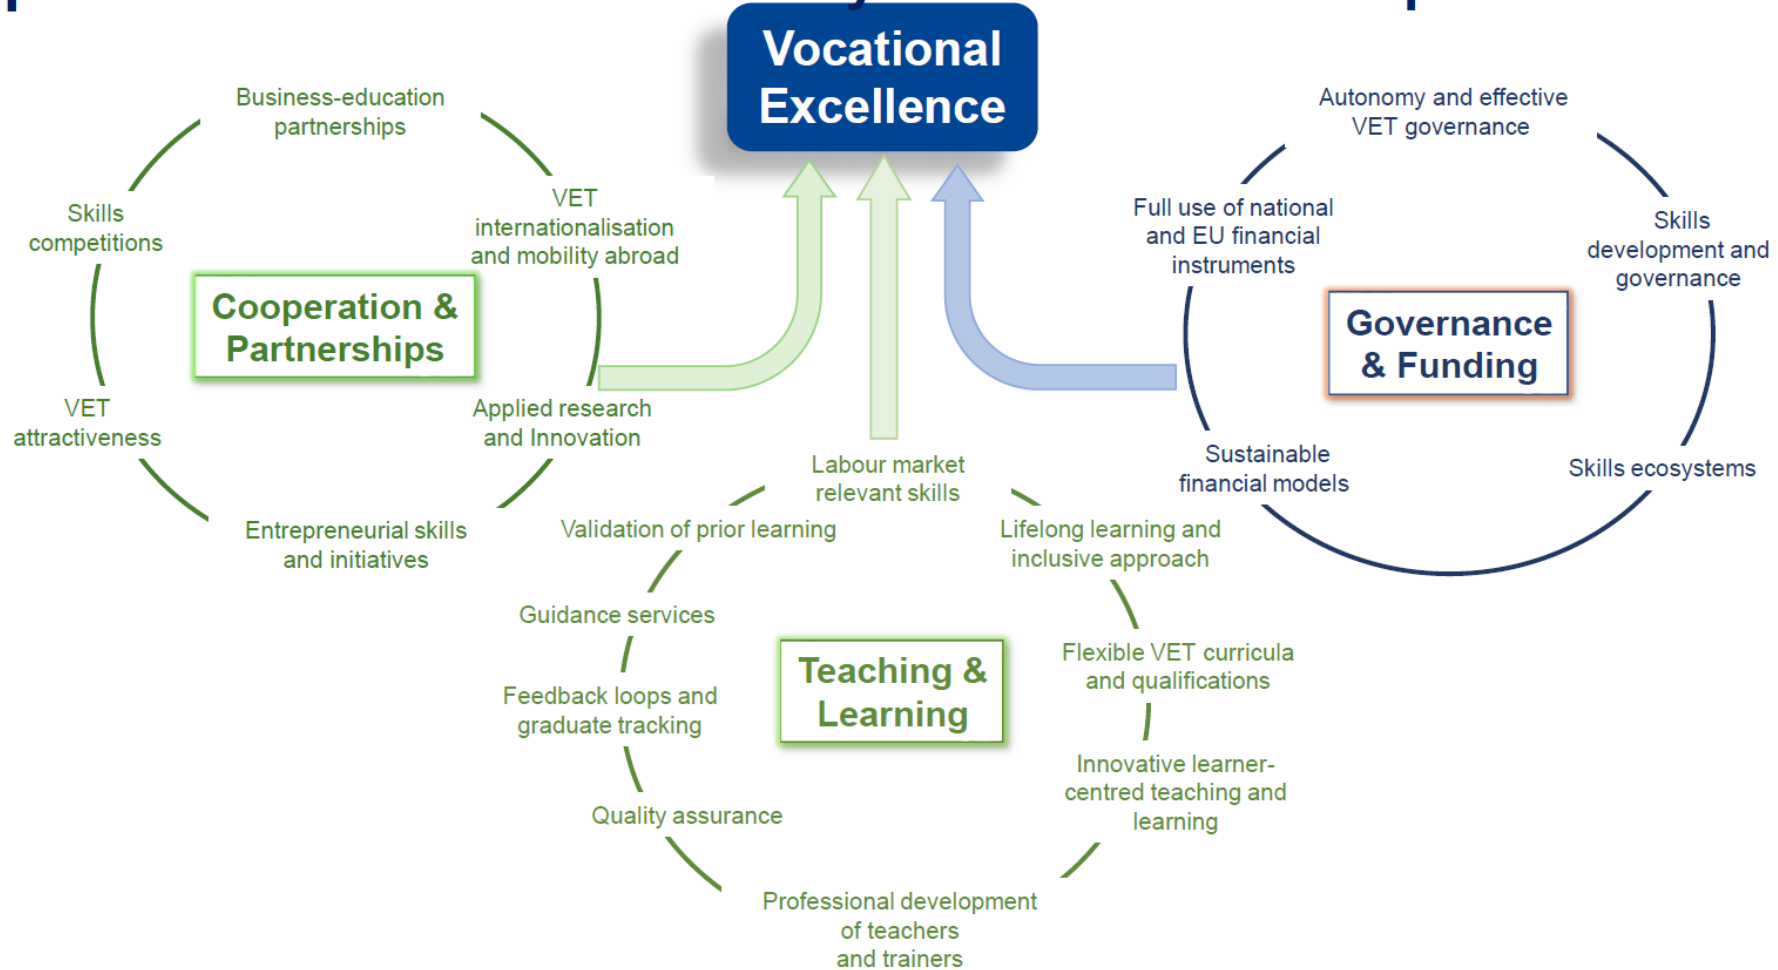 Vocational
Excellence
Business-education
partnerships
VET
internationalisation
and mobility abroad
Skills
competitions
Cooperation &
Partnerships
VET
attractiveness
Applied research
and Innovation
Entrepreneurial skills
and initiatives
Autonomy and effective
VET governance
Full use of national
and EU financial
instruments
Skills
development and
governance
Governance
& Funding
Sustainable
financial models
Skills ecosystems
Labour market
relevant skills
Validation of prior learning
Lifelong learning and
inclusive approach
Guidance services
Flexible VET curricula
and qualifications
Teaching &
Learning
Feedback loops and
graduate tracking
Innovative learner-
centred teaching and
learning
Quality assurance
Professional development
of teachers
and trainers